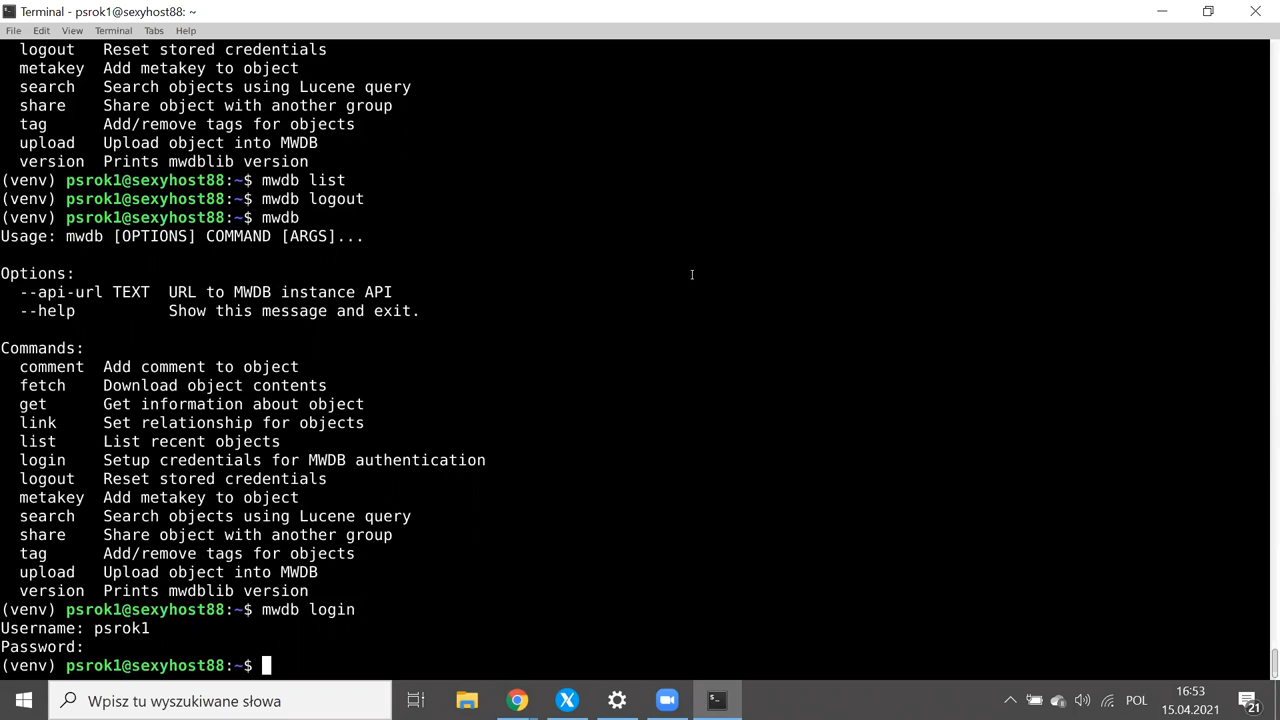 Terminal - psrok1@sexyhost88: ~
File Edit View Terminal Tabs Help
logout Reset stored credentials
metakey Add metakey to object
search Search objects using Lucene query
share Share object with another group
tag Add/remove tags for objects
upload Upload object into MWDB
version Prints mwdblib version
(venv) psrok1@sexyhost88:~$ mwdb list
(venv) psrok1@sexyhost88:~$ mwdb logout
(venv) psrok1@sexyhost88:~$ mwdb
Usage: mwdb [OPTIONS] COMMAND [ARGS]...
Options:
--api-url TEXT URL to MWDB instance API
--help Show this message and exit.
Commands:
comment Add comment to object
fetch Download object contents
get Get information about object
link Set relationship for objects
list List recent objects
login Setup credentials for MWDB authentication
logout Reset stored credentials
metakey Add metakey to object
search Search objects using Lucene query
share Share object with another group
tag Add/remove tags for objects
upload Upload object into MWDB
version Prints mwdblib version
(venv) psrok1@sexyhost88:~$ mwdb login
Username: psrok1
Password:
(venv) psrok1@sexyhost88:~$
Wpisz tu wyszukiwane słowa
POL
16:53
15.04.2021
21